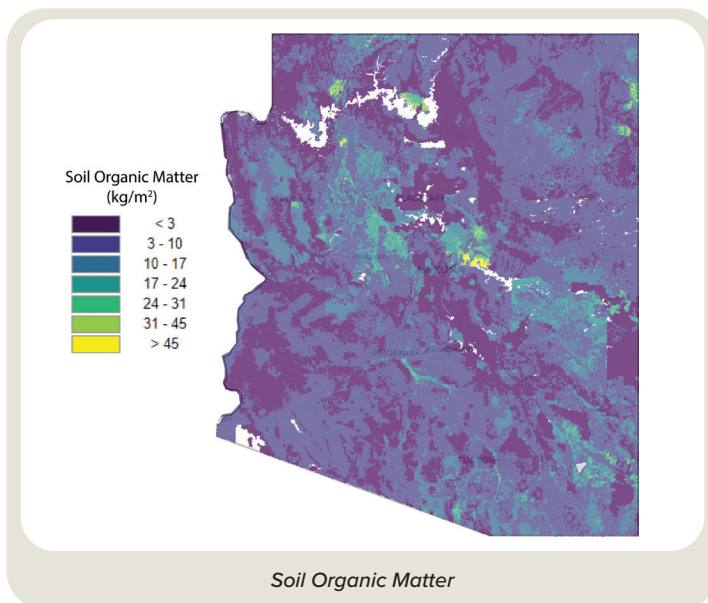 Soil Organic Matter
(kg/m²)
< 3
3 - 10
10 - 17
17 - 24
24 - 31
31 - 45
> 45
FLAGSTAFF
PHOENIX
TUCSON
Soil Organic Matter